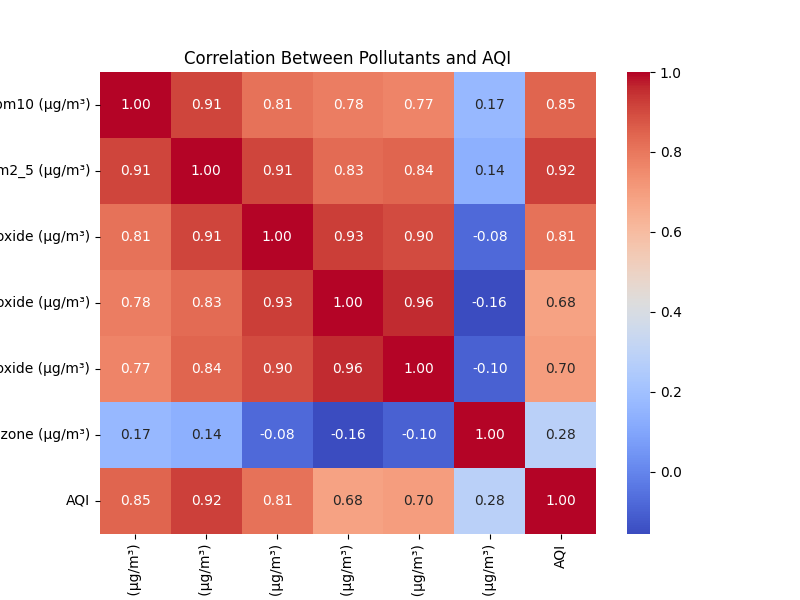 Correlation Between Pollutants and AQI
om10 (μg/m³) 1.00 0.91 0.81 0.78 0.77 0.17 0.85
m2_5 (μg/m³) 0.91 1.00 0.91 0.83 0.84 0.14 0.92
oxide (μg/m³) 0.81 0.91 1.00 0.93 0.90 -0.08 0.81
oxide (μg/m³) 0.78 0.83 0.93 1.00 0.96 -0.16 0.68
oxide (μg/m³) 0.77 0.84 0.90 0.96 1.00 -0.10 0.70
zone (μg/m³) 0.17 0.14 -0.08 -0.16 -0.10 1.00 0.28
AQI 0.85 0.92 0.81 0.68 0.70 0.28 1.00
(μg/m³) (μg/m³) (μg/m³) (μg/m³) (μg/m³) (μg/m³) AQI
1.0
0.8
0.6
0.4
0.2
0.0